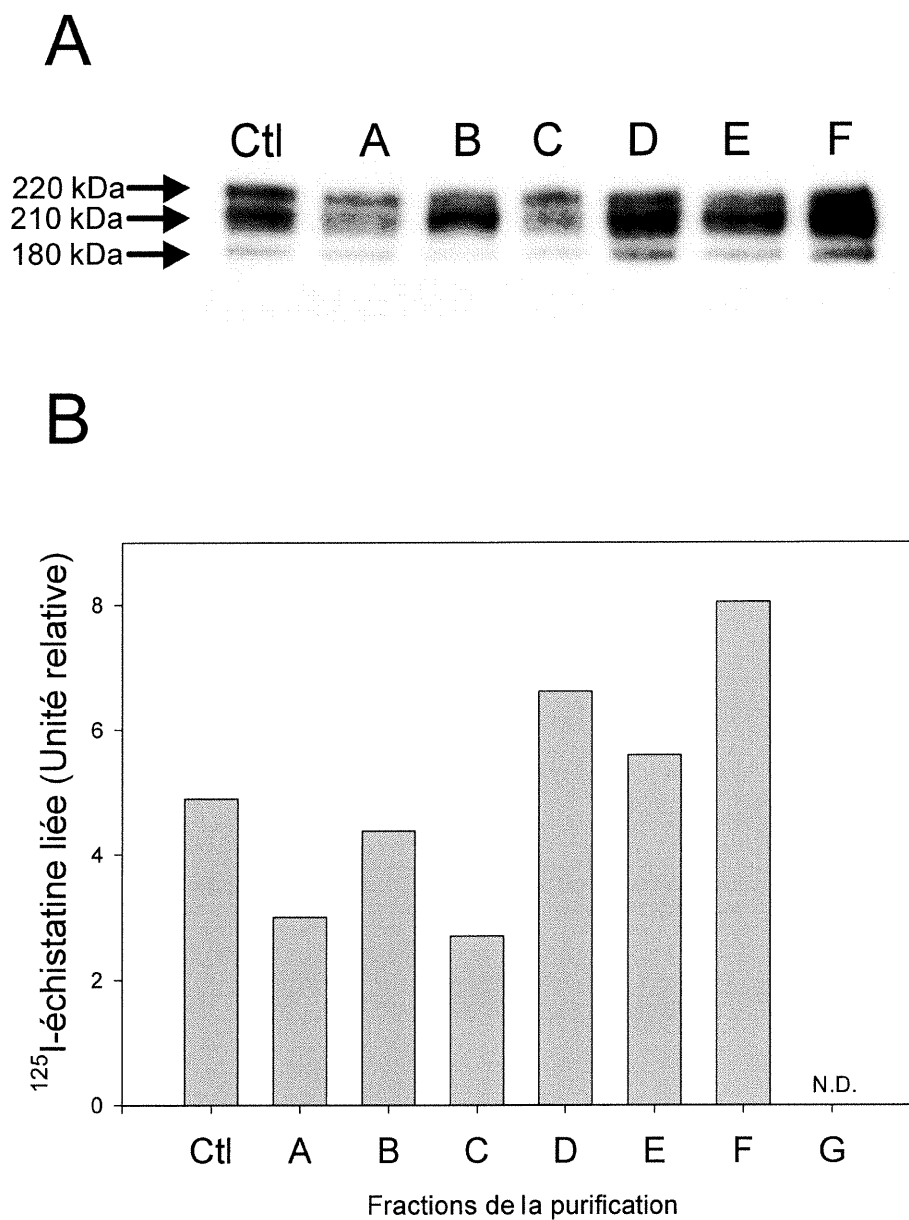 A
Ctl A B C D E F
220 kDa
210 kDa
180 kDa
B
125I-échistatine liée (Unité relative)
8
6
4
2
0
N.D.
Ctl A B C D E F G
Fractions de la purification